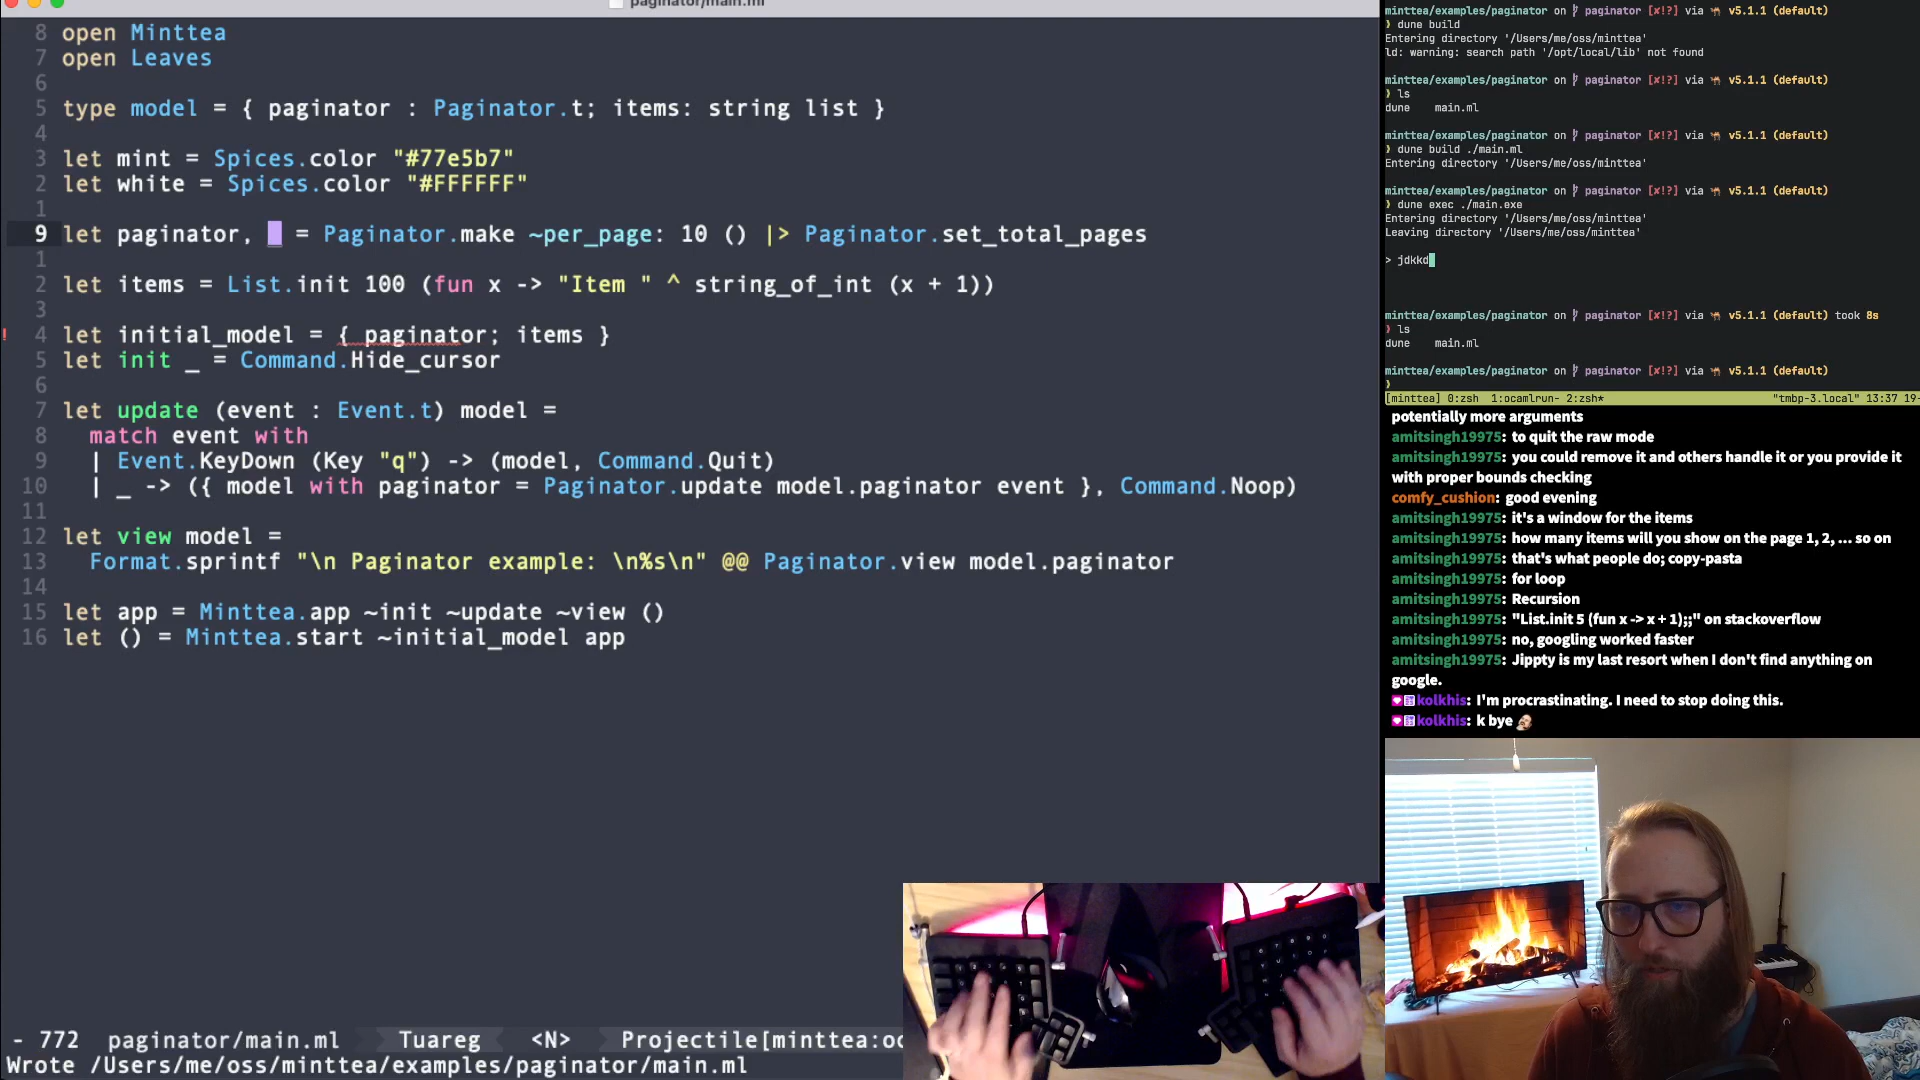 paginator/main.ml
8 open Minttea
7 open Leaves
6
5 type model = { paginator : Paginator.t; items: string list }
4
3 let mint = Spices.color "#77e5b7"
2 let white = Spices.color "#FFFFFF"
1
9 let paginator, = Paginator.make ~per_page: 10 () |> Paginator.set_total_pages
1
2 let items = List.init 100 (fun x -> "Item " ^ string_of_int (x + 1))
3
! 4 let initial_model = { paginator; items }
5 let init _ = Command.Hide_cursor
6
7 let update (event : Event.t) model =
8 match event with
9 | Event.KeyDown (Key "q") -> (model, Command.Quit)
10 | _ -> ({ model with paginator = Paginator.update model.paginator event }, Command.Noop)
11
12 let view model =
13 Format.sprintf "\n Paginator example: \n%s\n" @@ Paginator.view model.paginator
14
15 let app = Minttea.app ~init ~update ~view ()
16 let () = Minttea.start ~initial_model app
- 772 paginator/main.ml Tuareg <N> Projectile[minttea:oc
Wrote /Users/me/oss/minttea/examples/paginator/main.ml
minttea/examples/paginator on paginator [✘!?] via 🐫 v5.1.1 (default)
❯ dune build
Entering directory '/Users/me/oss/minttea'
ld: warning: search path '/opt/local/lib' not found
minttea/examples/paginator on paginator [✘!?] via 🐫 v5.1.1 (default)
❯ ls
dune main.ml
minttea/examples/paginator on paginator [✘!?] via 🐫 v5.1.1 (default)
❯ dune build ./main.ml
Entering directory '/Users/me/oss/minttea'
minttea/examples/paginator on paginator [✘!?] via 🐫 v5.1.1 (default)
❯ dune exec ./main.exe
Entering directory '/Users/me/oss/minttea'
Leaving directory '/Users/me/oss/minttea'
> jdkkd
minttea/examples/paginator on paginator [✘!?] via 🐫 v5.1.1 (default) took 8s
❯ ls
dune main.ml
minttea/examples/paginator on paginator [✘!?] via 🐫 v5.1.1 (default)
❯
[minttea] 0:zsh 1:ocamlrun- 2:zsh* "tmbp-3.local" 13:37 19-
potentially more arguments
amitsingh19975: to quit the raw mode
amitsingh19975: you could remove it and others handle it or you provide it
with proper bounds checking
comfy_cushion: good evening
amitsingh19975: it's a window for the items
amitsingh19975: how many items will you show on the page 1, 2, ... so on
amitsingh19975: that's what people do; copy-pasta
amitsingh19975: for loop
amitsingh19975: Recursion
amitsingh19975: "List.init 5 (fun x -> x + 1);;" on stackoverflow
amitsingh19975: no, googling worked faster
amitsingh19975: Jippty is my last resort when I don't find anything on
google.
kolkhis: I'm procrastinating. I need to stop doing this.
kolkhis: k bye